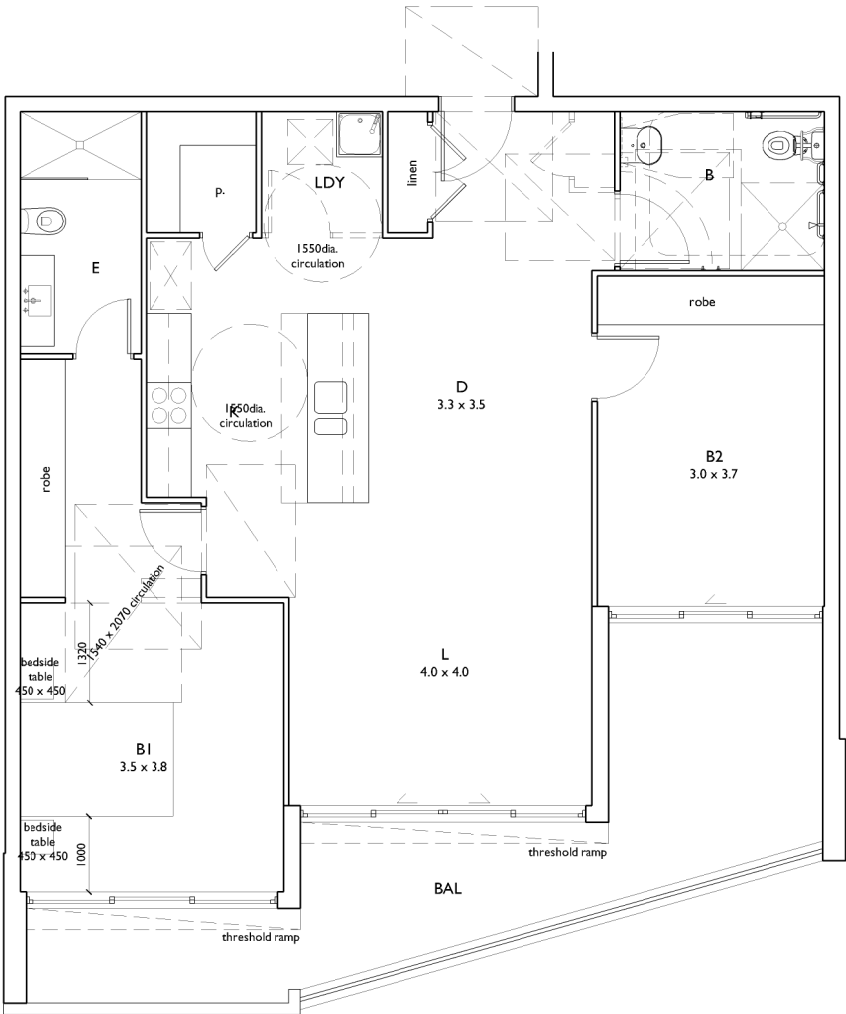 linen
LDY
P.
B
1550dia.
circulation
E
robe
D
3.3 x 3.5
K
1550dia.
circulation
B2
3.0 x 3.7
robe
1540 x 2070 circulation
1320
L
4.0 x 4.0
bedside
table
450 x 450
B1
3.5 x 3.8
bedside
table
450 x 450
1000
threshold ramp
BAL
threshold ramp